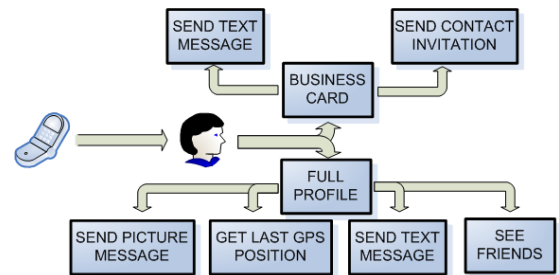 SEND TEXT
MESSAGE
SEND CONTACT
INVITATION
BUSINESS
CARD
FULL
PROFILE
SEND PICTURE
MESSAGE
GET LAST GPS
POSITION
SEND TEXT
MESSAGE
SEE
FRIENDS